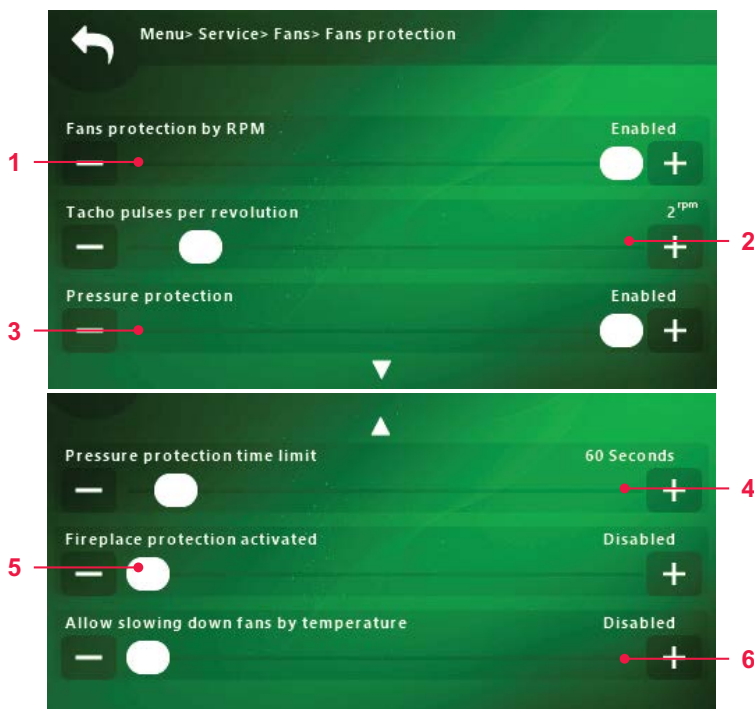 Menu> Service> Fans> Fans protection
Fans protection by RPM Enabled
1
Tacho pulses per revolution 2 rpm
2
Pressure protection Enabled
3
Pressure protection time limit 60 Seconds
4
Fireplace protection activated Disabled
5
Allow slowing down fans by temperature Disabled
6